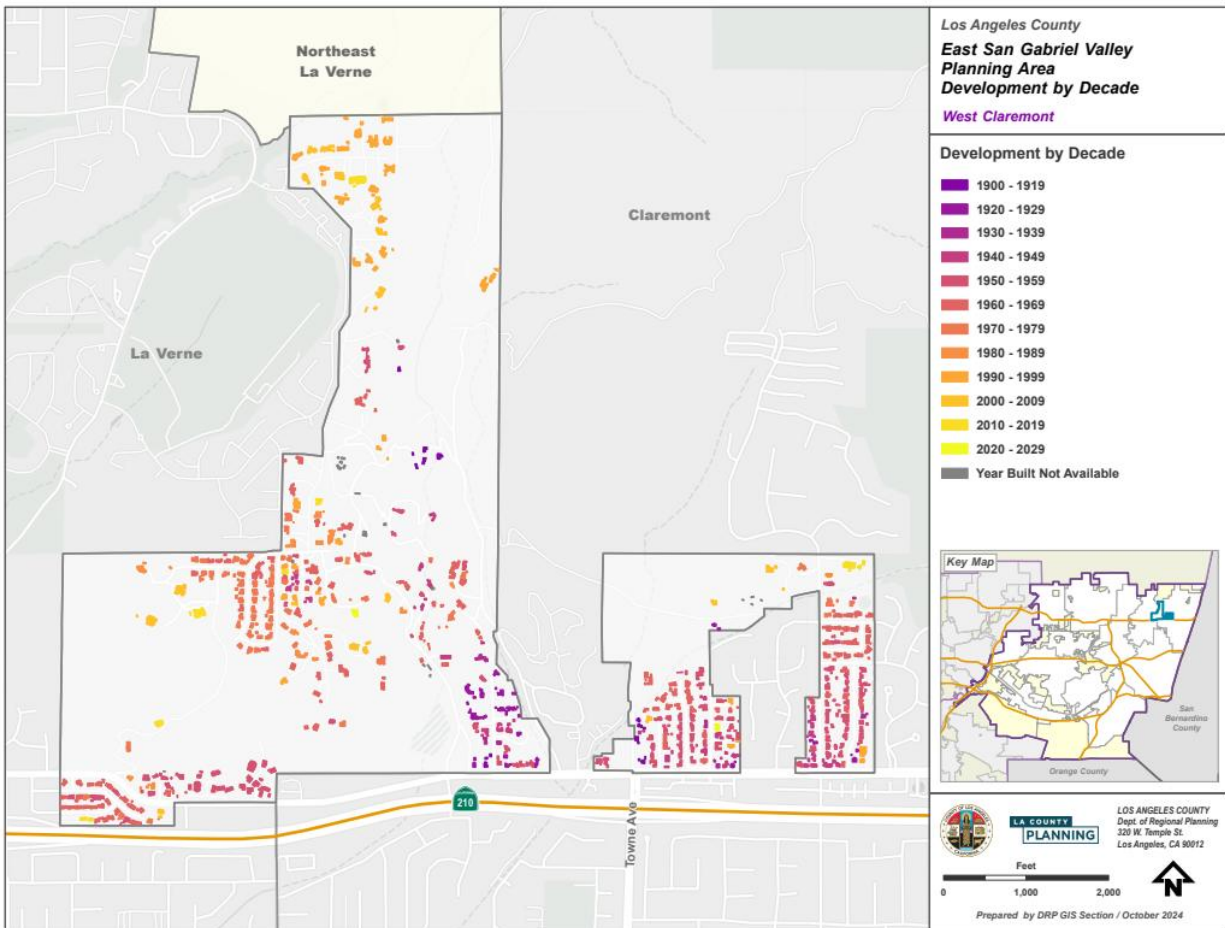 Northeast
La Verne
Claremont
La Verne
210
Towne Ave
Los Angeles County
East San Gabriel Valley
Planning Area
Development by Decade
West Claremont
Development by Decade
1900 - 1919
1920 - 1929
1930 - 1939
1940 - 1949
1950 - 1959
1960 - 1969
1970 - 1979
1980 - 1989
1990 - 1999
2000 - 2009
2010 - 2019
2020 - 2029
Year Built Not Available
Key Map
San
Bernardino
County
Orange County
LA COUNTY
PLANNING
LOS ANGELES COUNTY
Dept. of Regional Planning
320 W. Temple St.
Los Angeles, CA 90012
Feet
0 1,000 2,000
N
Prepared by DRP GIS Section / October 2024